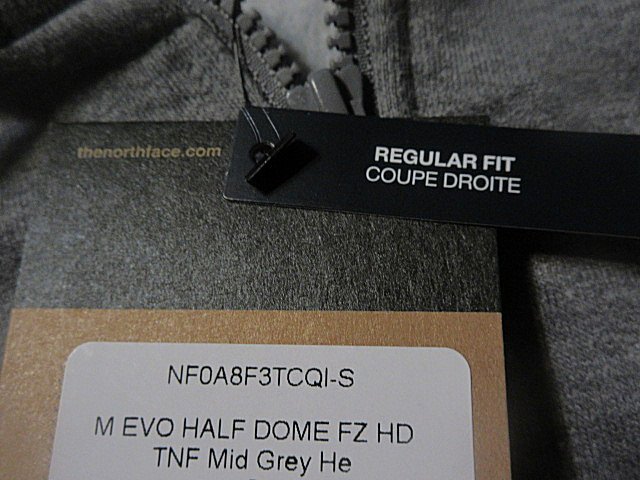 thenorthface.com
REGULAR FIT
COUPE DROITE
NF0A8F3TCQI-S
M EVO HALF DOME FZ HD
TNF Mid Grey He